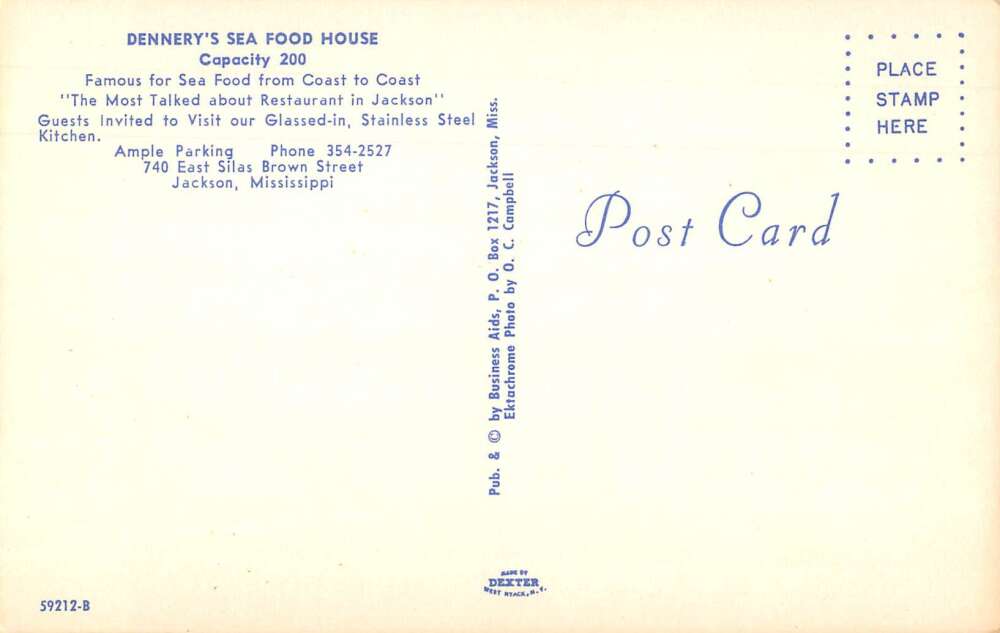 DENNERY'S SEA FOOD HOUSE
Capacity 200
Famous for Sea Food from Coast to Coast
"The Most Talked about Restaurant in Jackson"
Guests Invited to Visit our Glassed-in, Stainless Steel
Kitchen.
Ample Parking Phone 354-2527
740 East Silas Brown Street
Jackson, Mississippi
Pub. & © by Business Aids, P. O. Box 1217, Jackson, Miss.
Ektachrome Photo by O. C. Campbell
PLACE
STAMP
HERE
Post Card
MADE BY
DEXTER
WEST NYACK, N.Y.
59212-B